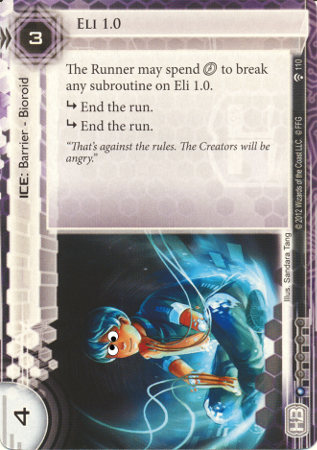 3
Eli 1.0
The Runner may spend to break
any subroutine on Eli 1.0.
End the run.
End the run.
"That's against the rules. The Creators will be
angry."
ICE: Barrier - Bioroid
4
110
© 2012 Wizards of the Coast LLC. © FFG
Illus. Sandara Tang
HB